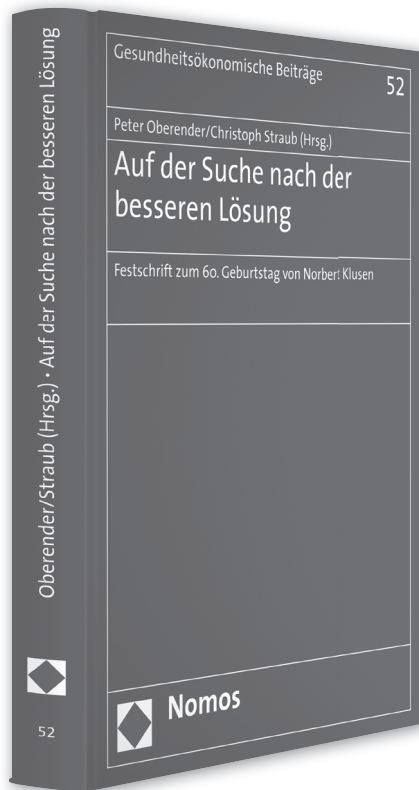 Oberender/Straub (Hrsg.) • Auf der Suche nach der besseren Lösung
52
Gesundheitsökonomische Beiträge 52
Peter Oberender/Christoph Straub (Hrsg.)
Auf der Suche nach der
besseren Lösung
Festschrift zum 60. Geburtstag von Norbert Klusen
Nomos